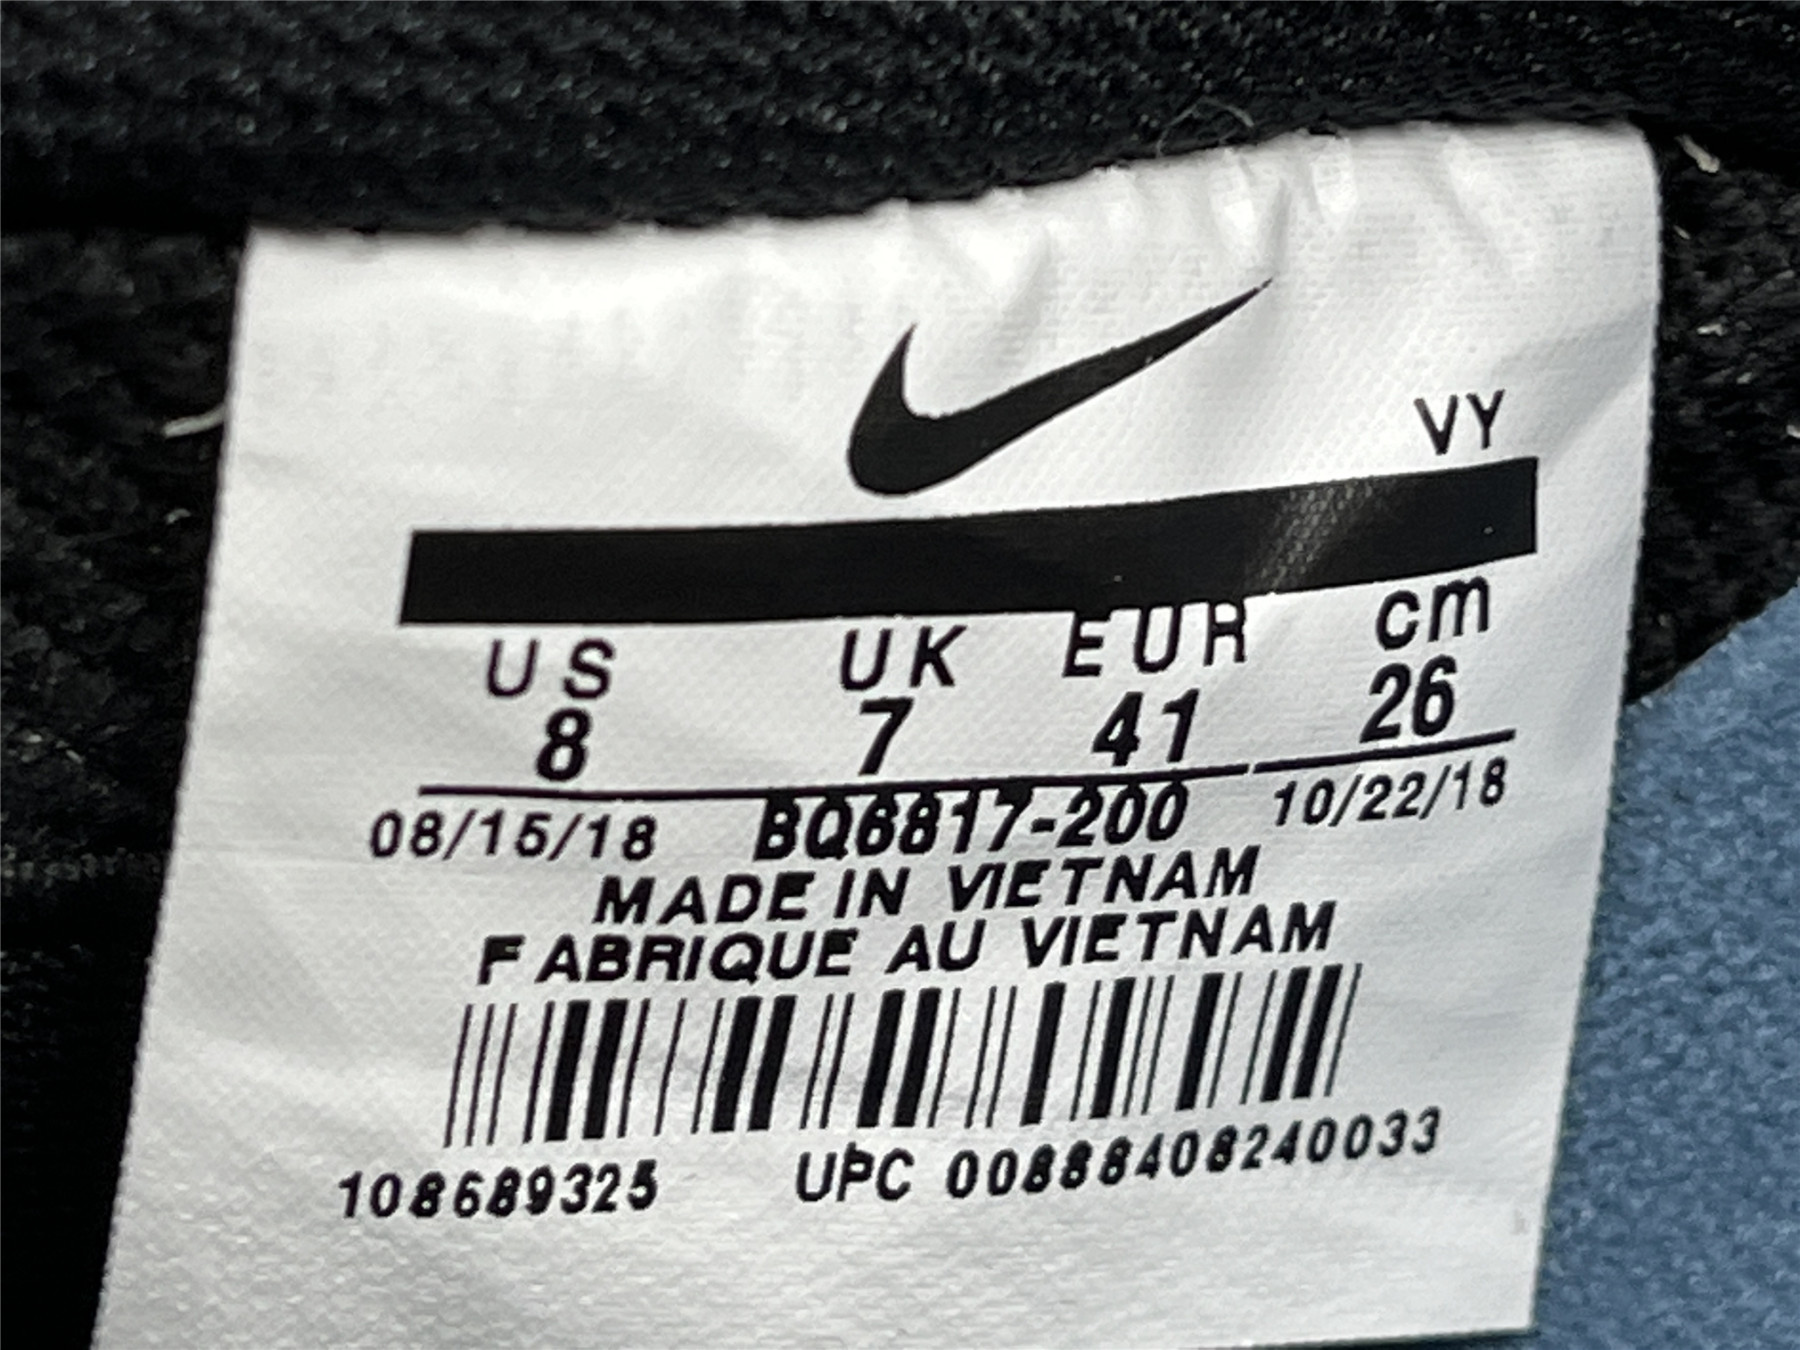 VY
US UK EUR cm
8 7 41 26
08/15/18 BQ6817-200 10/22/18
MADE IN VIETNAM
FABRIQUE AU VIETNAM
108689325 UPC 00888408240033